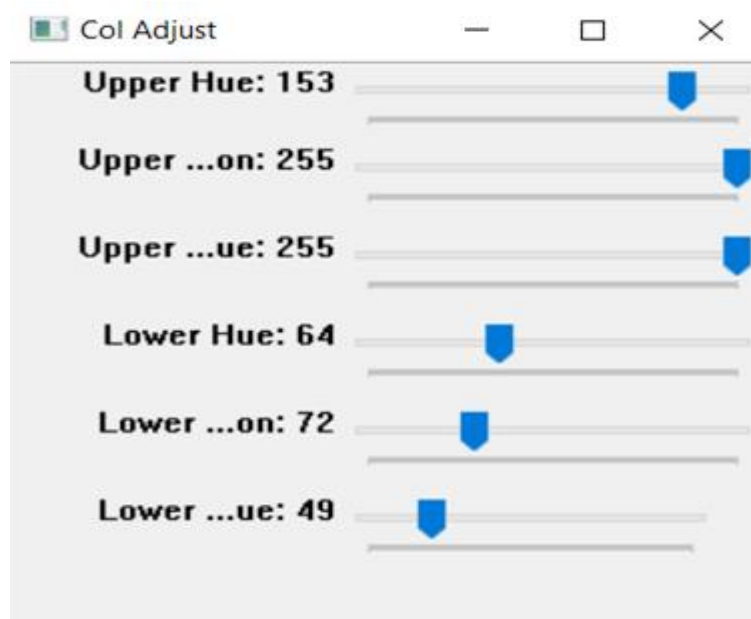 Col Adjust
Upper Hue: 153
Upper ...on: 255
Upper ...ue: 255
Lower Hue: 64
Lower ...on: 72
Lower ...ue: 49